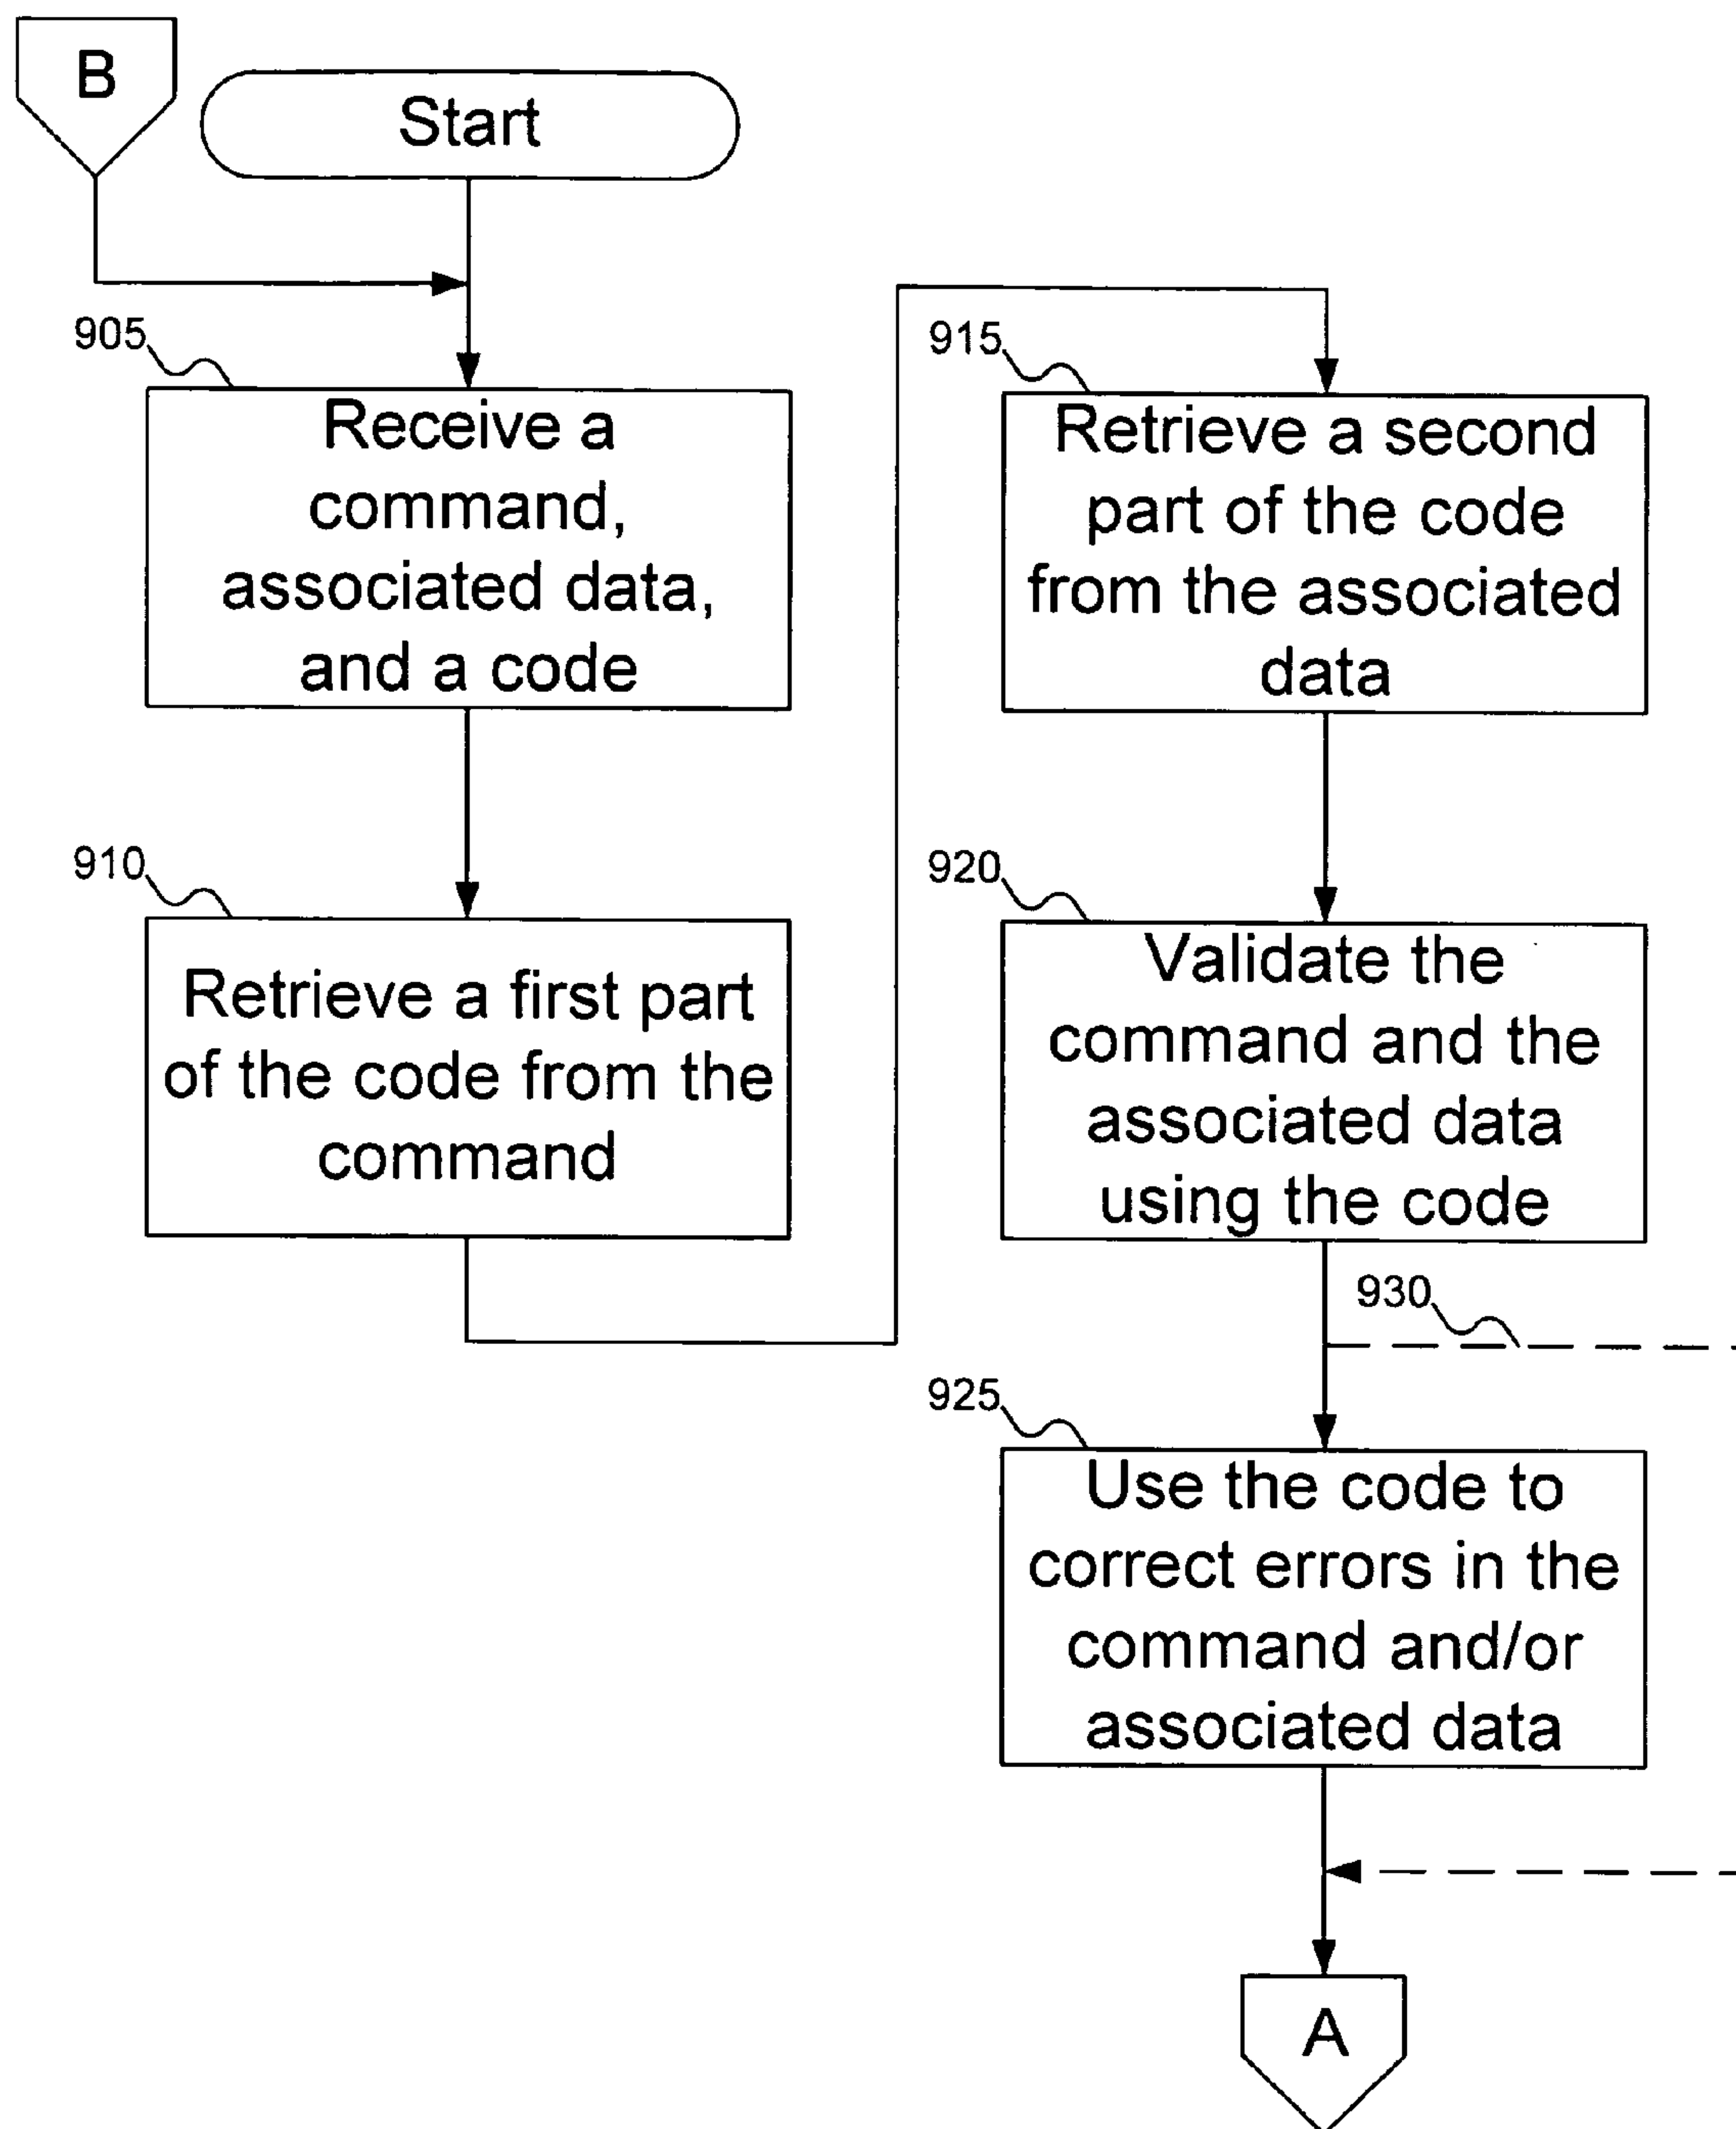 B
Start
905
Receive a
command,
associated data,
and a code
910
Retrieve a first part
of the code from the
command
915
Retrieve a second
part of the code
from the associated
data
920
Validate the
command and the
associated data
using the code
930
925
Use the code to
correct errors in the
command and/or
associated data
A